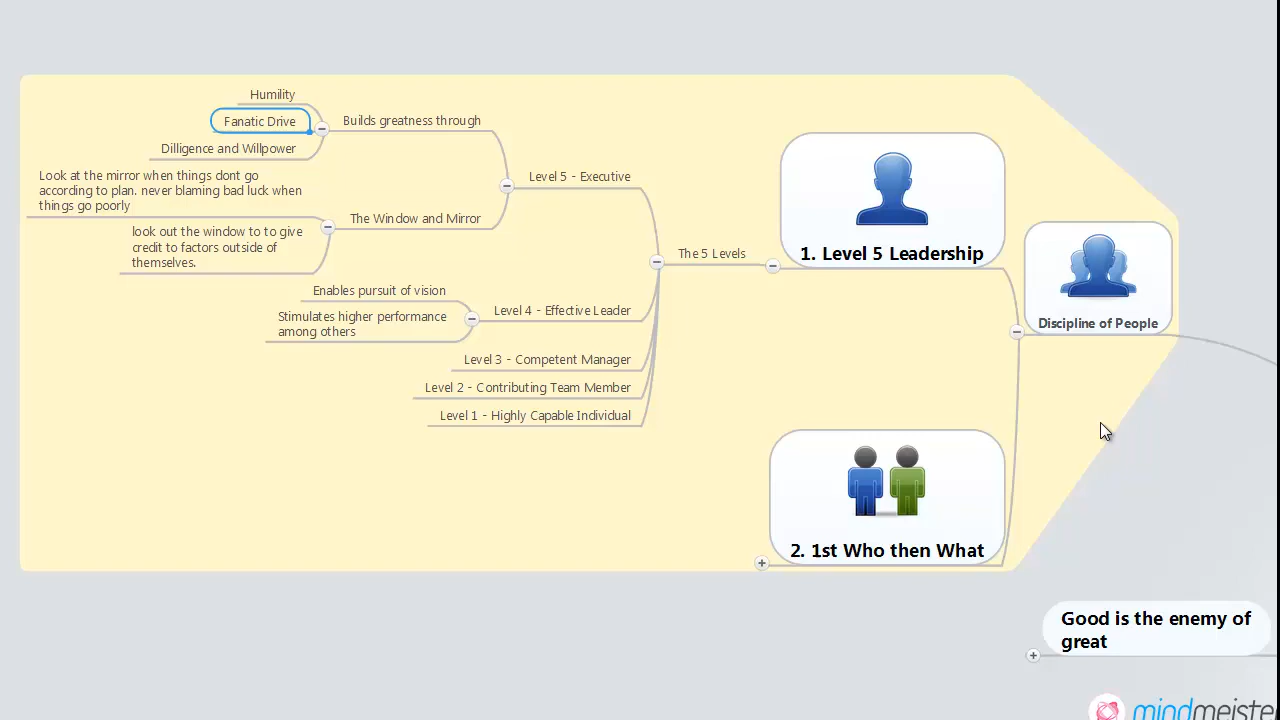 Humility
Fanatic Drive
Dilligence and Willpower
Builds greatness through
Look at the mirror when things dont go
according to plan. never blaming bad luck when
things go poorly
look out the window to to give
credit to factors outside of
themselves.
The Window and Mirror
Level 5 - Executive
Enables pursuit of vision
Stimulates higher performance
among others
Level 4 - Effective Leader
Level 3 - Competent Manager
Level 2 - Contributing Team Member
Level 1 - Highly Capable Individual
The 5 Levels
1. Level 5 Leadership
Discipline of People
2. 1st Who then What
Good is the enemy of
great
mindmeiste